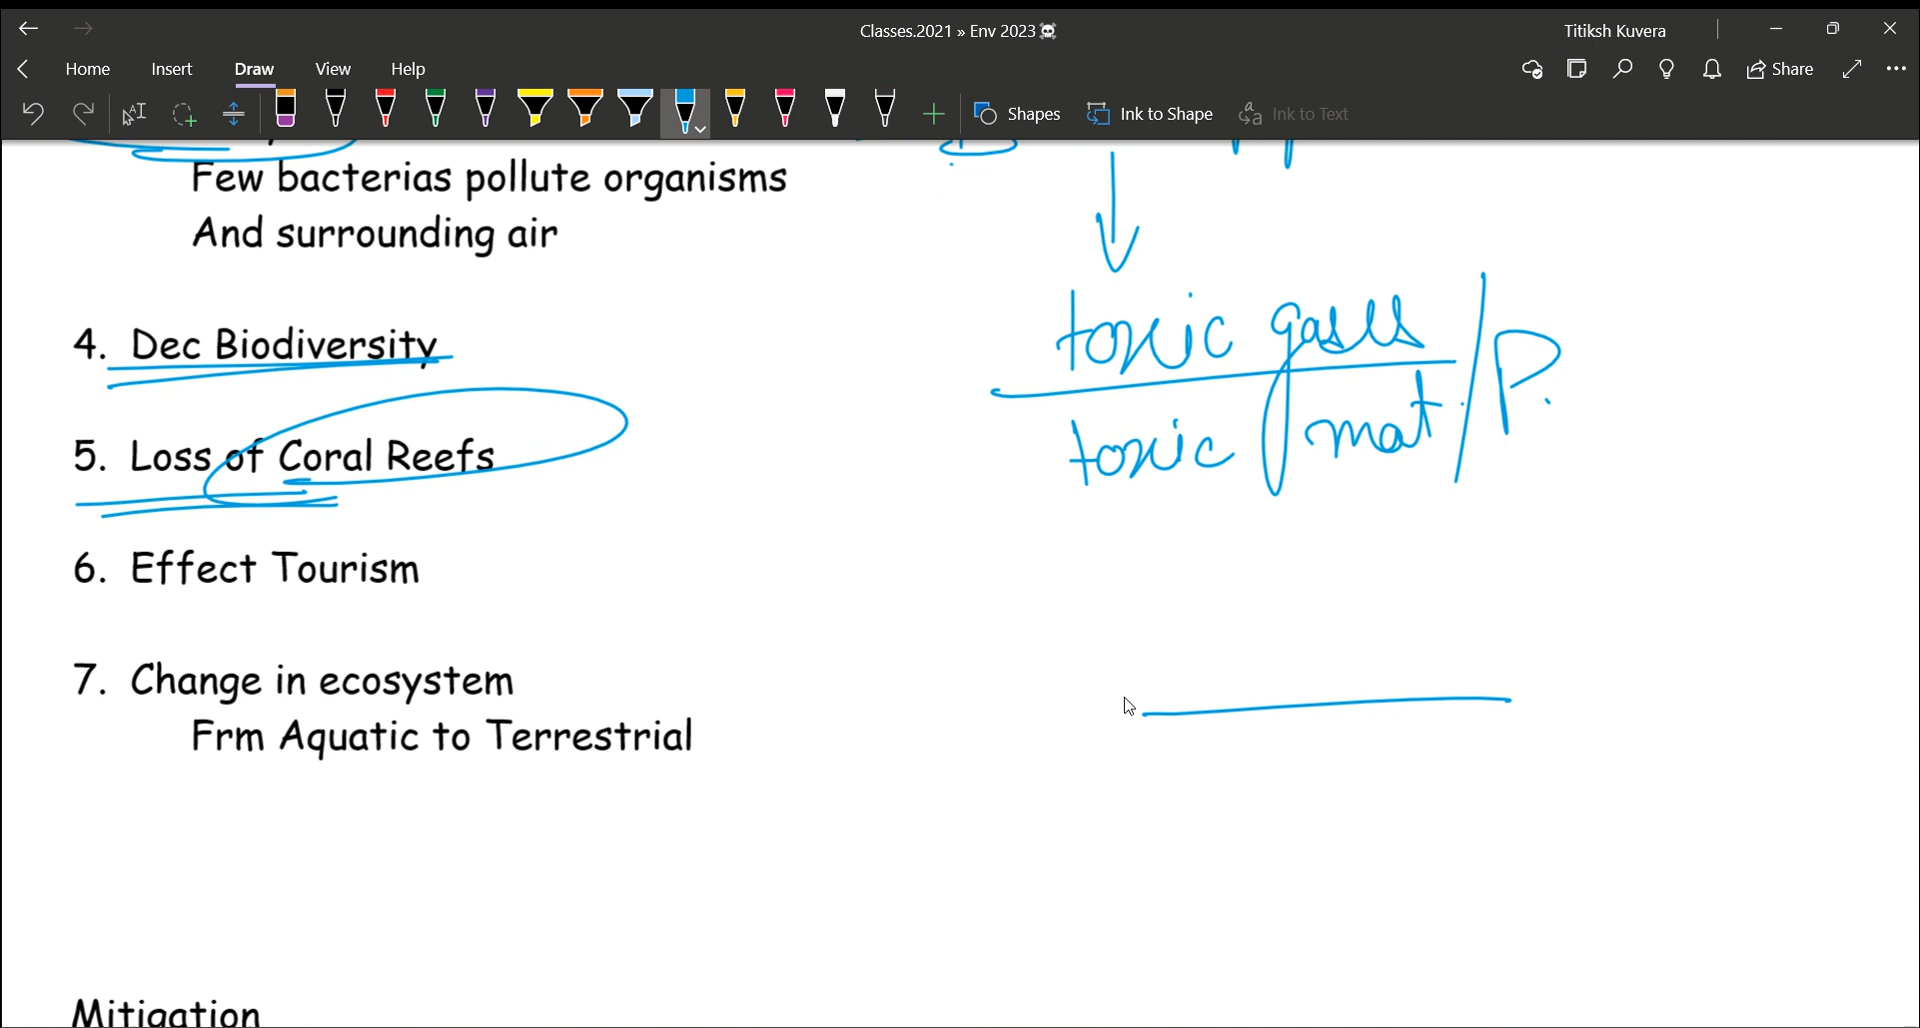 Classes.2021 » Env 2023☠
Titiksh Kuvera
Home Insert Draw View Help
Share
Shapes Ink to Shape Ink to Text
Few bacterias pollute organisms
And surrounding air
toxic gases / P.
toxic mat.
4. Dec Biodiversity
5. Loss of Coral Reefs
6. Effect Tourism
7. Change in ecosystem
Frm Aquatic to Terrestrial
Mitigation